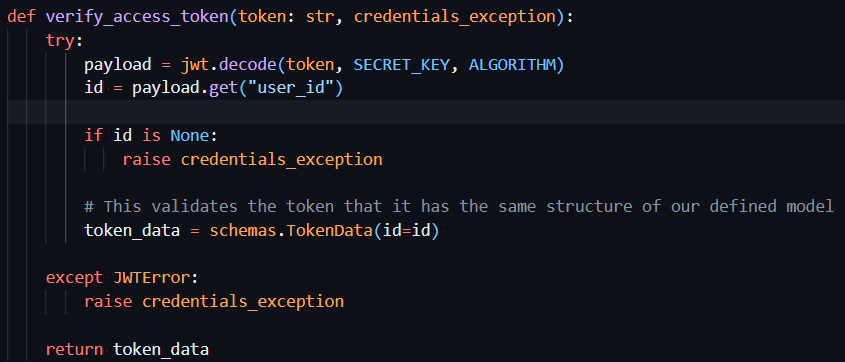 def verify_access_token(token: str, credentials_exception):
    try:
        payload = jwt.decode(token, SECRET_KEY, ALGORITHM)
        id = payload.get("user_id")

        if id is None:
            raise credentials_exception

        # This validates the token that it has the same structure of our defined model
        token_data = schemas.TokenData(id=id)

    except JWTError:
        raise credentials_exception

    return token_data